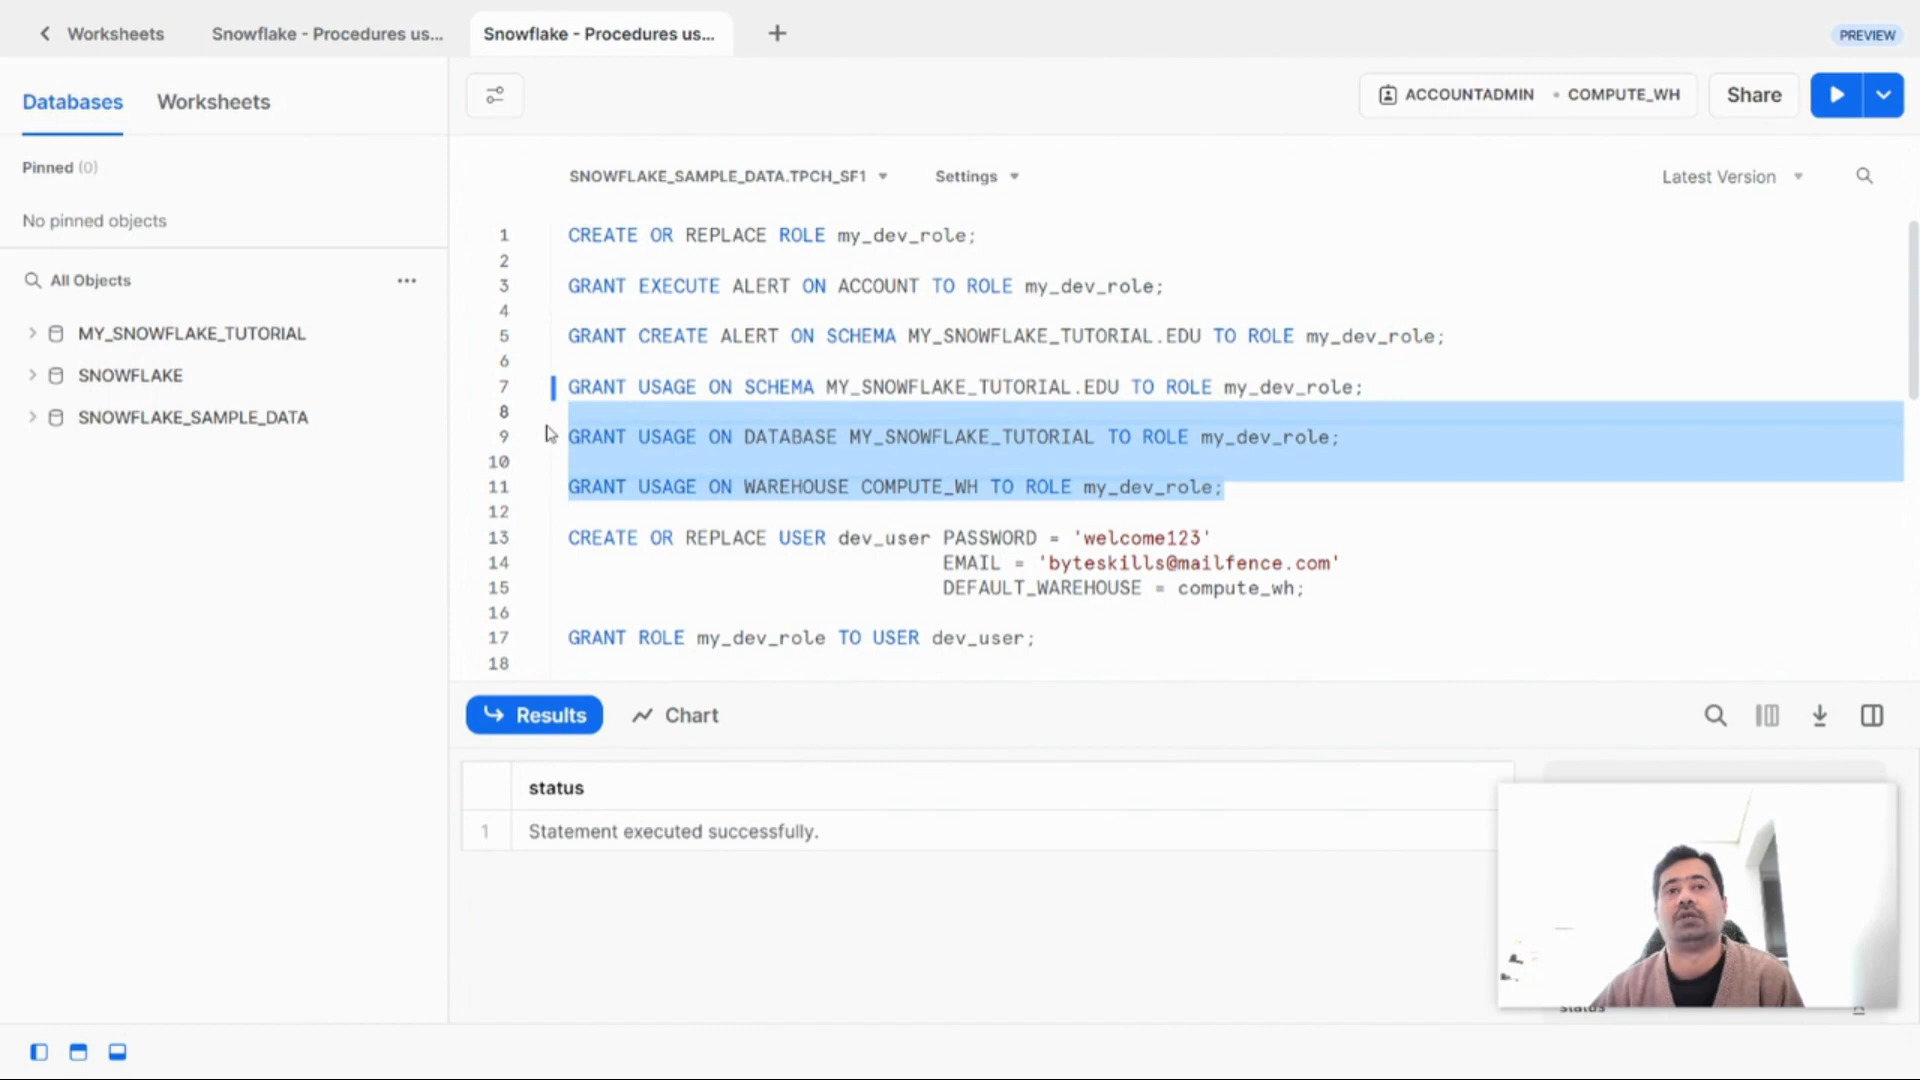 Worksheets
Snowflake - Procedures us...
Snowflake - Procedures us...
PREVIEW
Databases
Worksheets
ACCOUNTADMIN
COMPUTE_WH
Share
Pinned (0)
No pinned objects
All Objects
MY_SNOWFLAKE_TUTORIAL
SNOWFLAKE
SNOWFLAKE_SAMPLE_DATA
SNOWFLAKE_SAMPLE_DATA.TPCH_SF1
Settings
Latest Version
1 CREATE OR REPLACE ROLE my_dev_role;
2
3 GRANT EXECUTE ALERT ON ACCOUNT TO ROLE my_dev_role;
4
5 GRANT CREATE ALERT ON SCHEMA MY_SNOWFLAKE_TUTORIAL.EDU TO ROLE my_dev_role;
6
7 GRANT USAGE ON SCHEMA MY_SNOWFLAKE_TUTORIAL.EDU TO ROLE my_dev_role;
8
9 GRANT USAGE ON DATABASE MY_SNOWFLAKE_TUTORIAL TO ROLE my_dev_role;
10
11 GRANT USAGE ON WAREHOUSE COMPUTE_WH TO ROLE my_dev_role;
12
13 CREATE OR REPLACE USER dev_user PASSWORD = 'welcome123'
14 EMAIL = 'byteskills@mailfence.com'
15 DEFAULT_WAREHOUSE = compute_wh;
16
17 GRANT ROLE my_dev_role TO USER dev_user;
18
Results
Chart
status
1 Statement executed successfully.
status